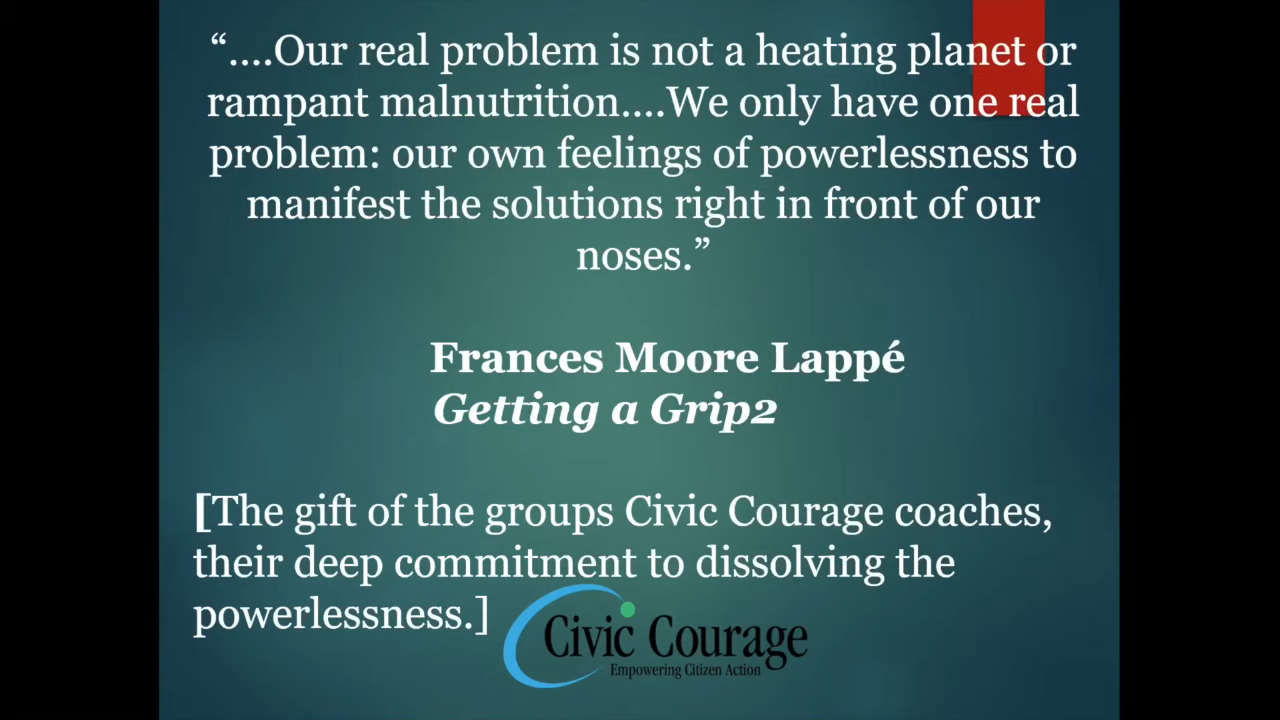 “....Our real problem is not a heating planet or
rampant malnutrition....We only have one real
problem: our own feelings of powerlessness to
manifest the solutions right in front of our
noses.”
Frances Moore Lappé
Getting a Grip2
[The gift of the groups Civic Courage coaches,
their deep commitment to dissolving the
powerlessness.]
Civic Courage
Empowering Citizen Action